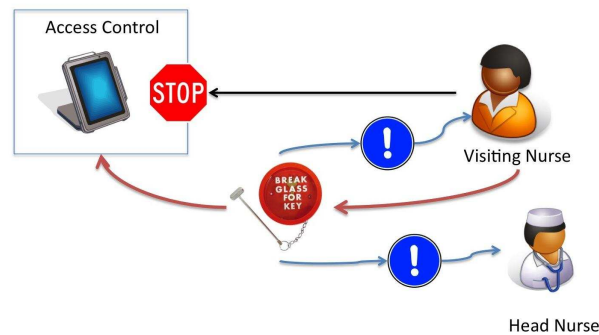 Access Control
STOP
Visiting Nurse
BREAK
GLASS
FOR
KEY
Head Nurse